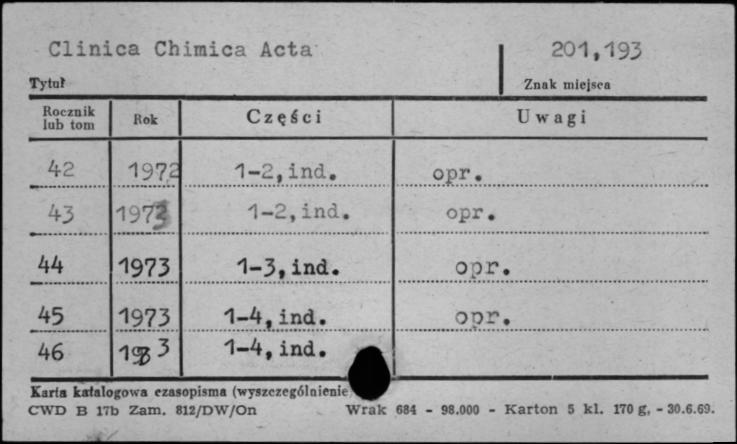 Clinica Chimica Acta 201,193
Tytuł Znak miejsca
Rocznik lub tom Rok Części Uwagi
42 1972 1-2,ind. opr.
43 1973 1-2,ind. opr.
44 1973 1-3,ind. opr.
45 1973 1-4,ind. opr.
46 1973 1-4,ind.
Karta katalogowa czasopisma (wyszczególnienie)
CWD B 17b Zam. 812/DW/On Wrak 684 - 98.000 - Karton 5 kl. 170 g, - 30.6.69.